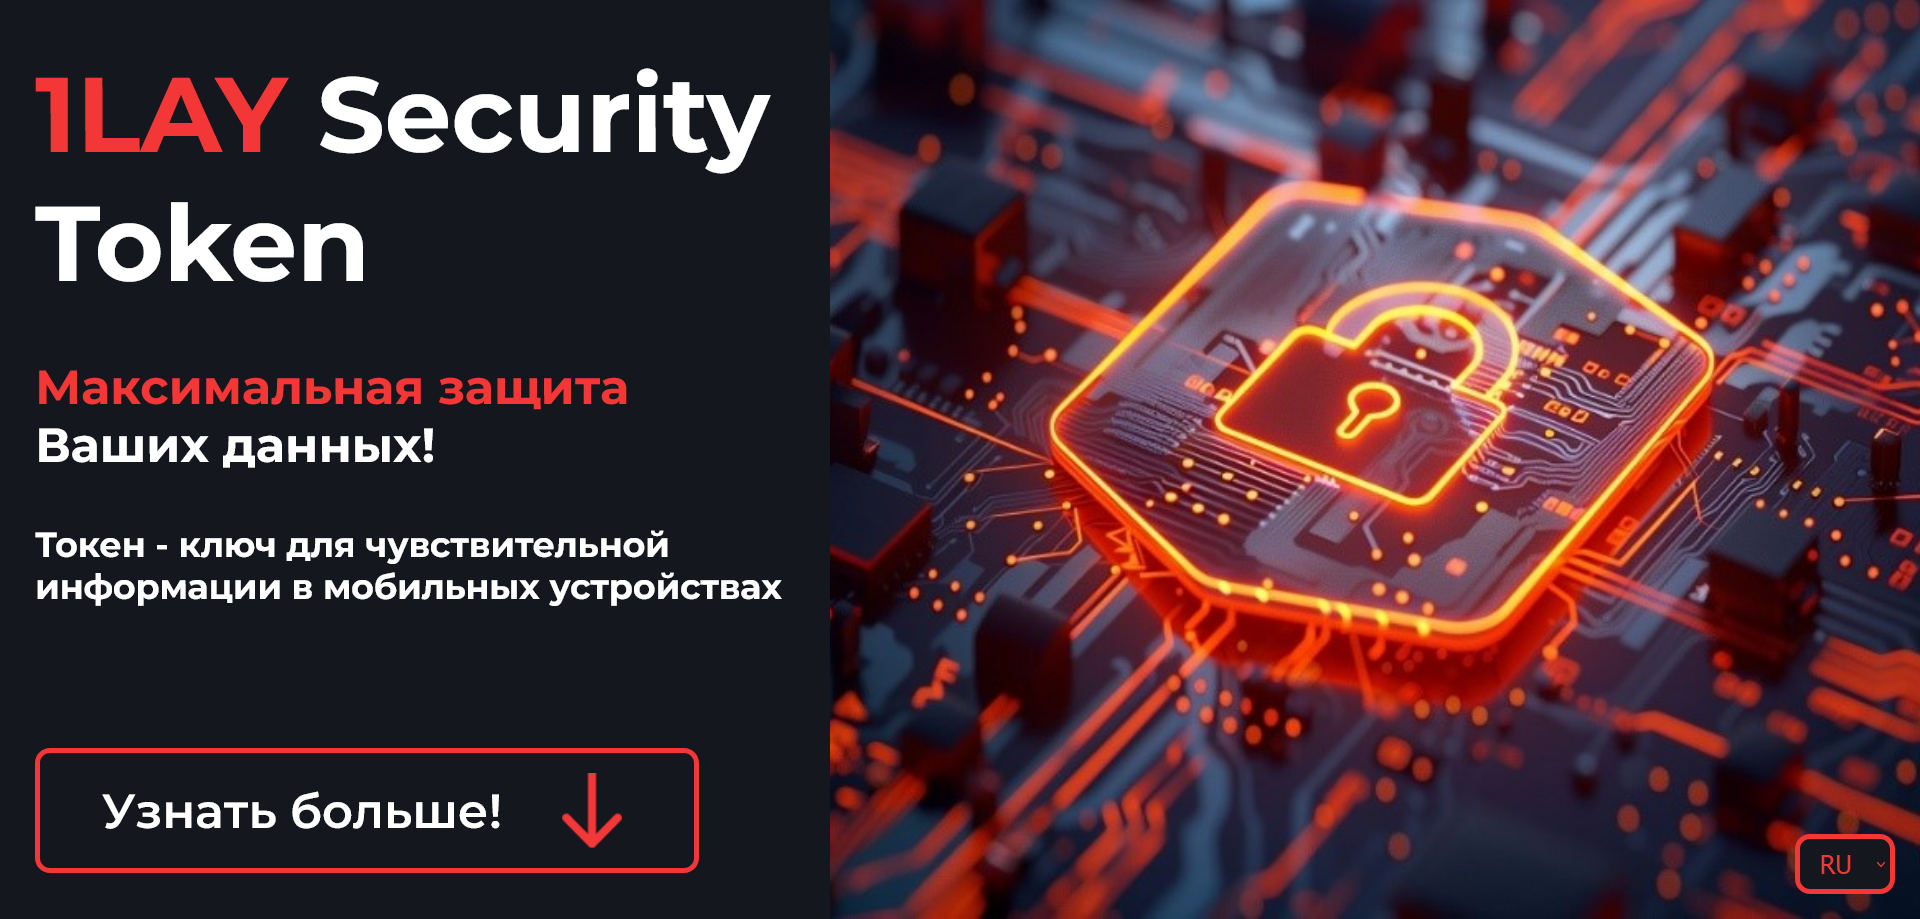 1LAY Security
Token
Максимальная защита
Ваших данных!
Токен - ключ для чувствительной
информации в мобильных устройствах
Узнать больше!
RU